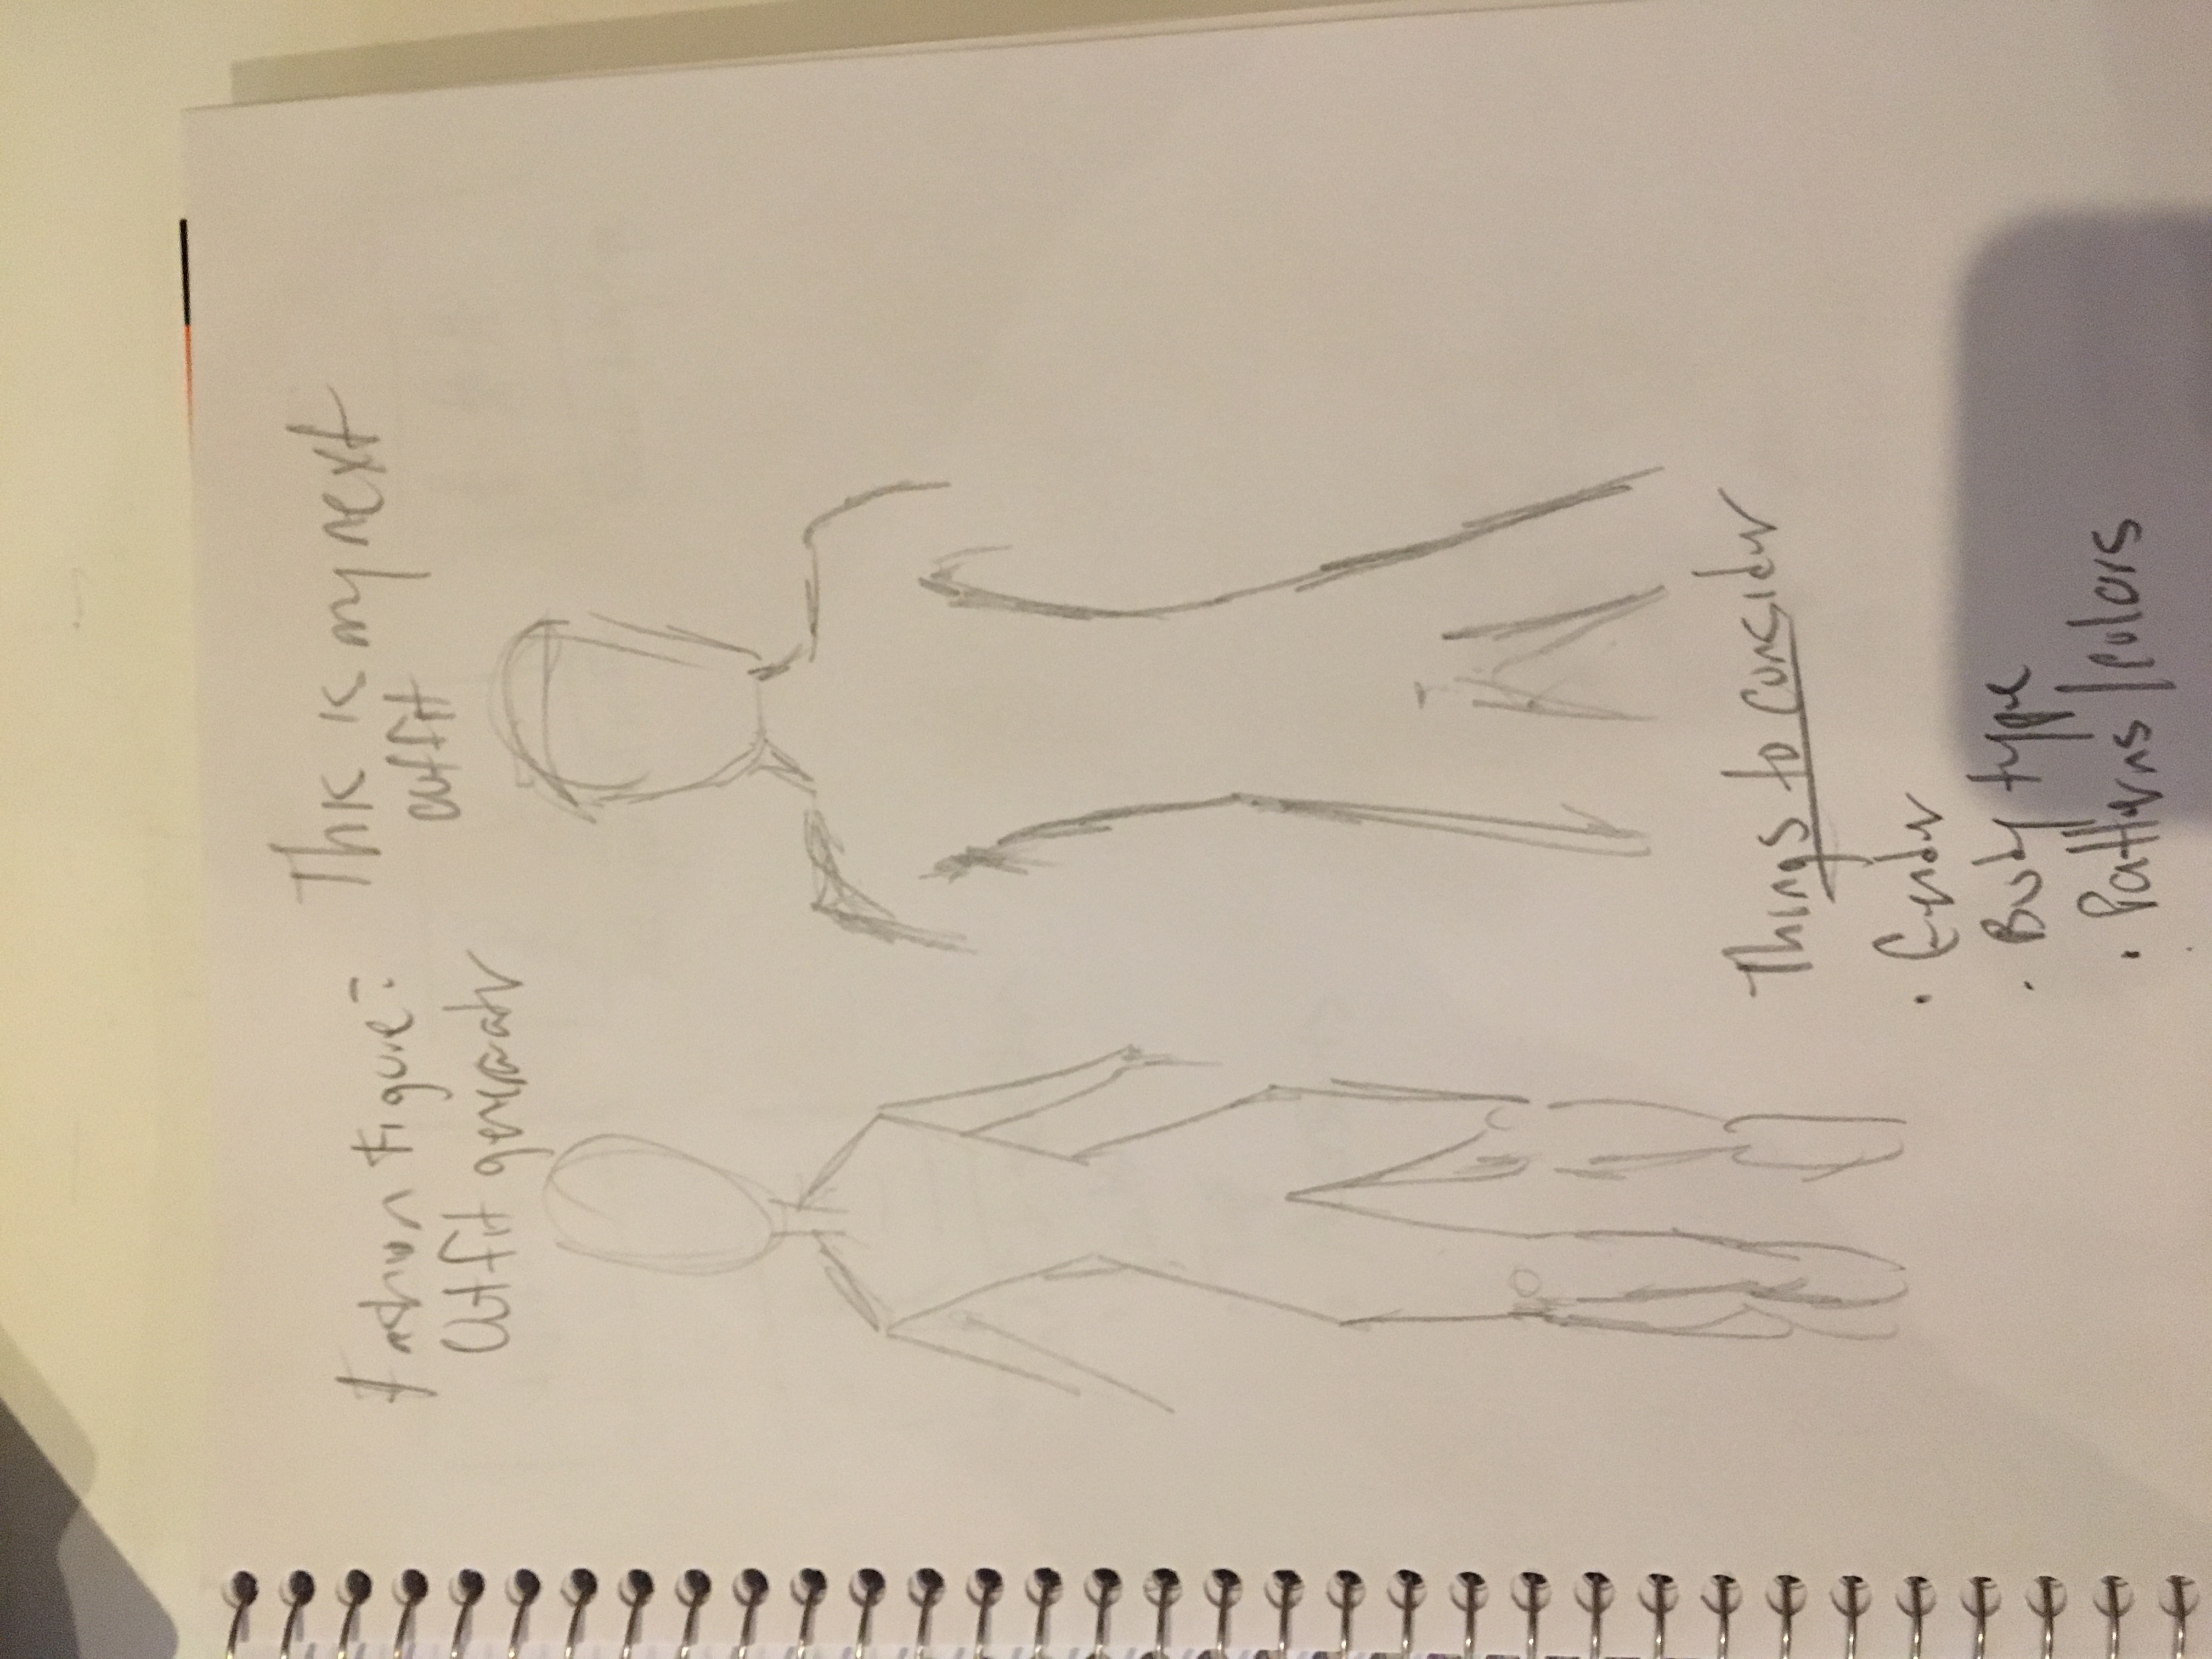 Fashion Figure:
Outfit generator
This is my next
outfit
Things to consider
• Gender
• Body type
• Patterns/colors